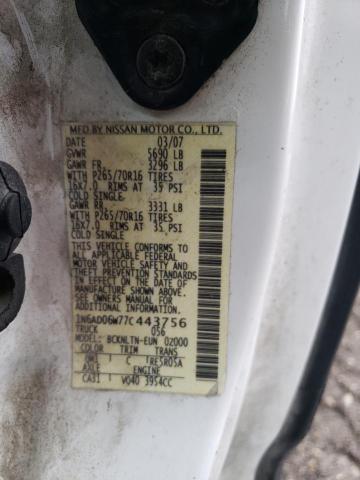 MFD BY NISSAN MOTOR CO., LTD.
DATE 03/07
GVWR 5690 LB
GAWR FR 3296 LB
WITH P265/70R16 TIRES
16X7.0 RIMS AT 35 PSI
COLD SINGLE
GAWR RR 3331 LB
WITH P265/70R16 TIRES
16X7.0 RIMS AT 35 PSI
COLD SINGLE
THIS VEHICLE CONFORMS TO
ALL APPLICABLE FEDERAL
MOTOR VEHICLE SAFETY AND
THEFT PREVENTION STANDARDS
IN EFFECT ON THE DATE OF
MANUFACTURE SHOWN ABOVE.
SEE OWNERS MANUAL FOR
ADDITIONAL INFORMATION.
1N6AD06W77C443756
TRUCK 056
MODEL: BCKNLTN-EUN 02000
COLOR TRIM TRANS
QM1 C RE5R05A
AXLE ENGINE
CA31 VQ40 3954CC